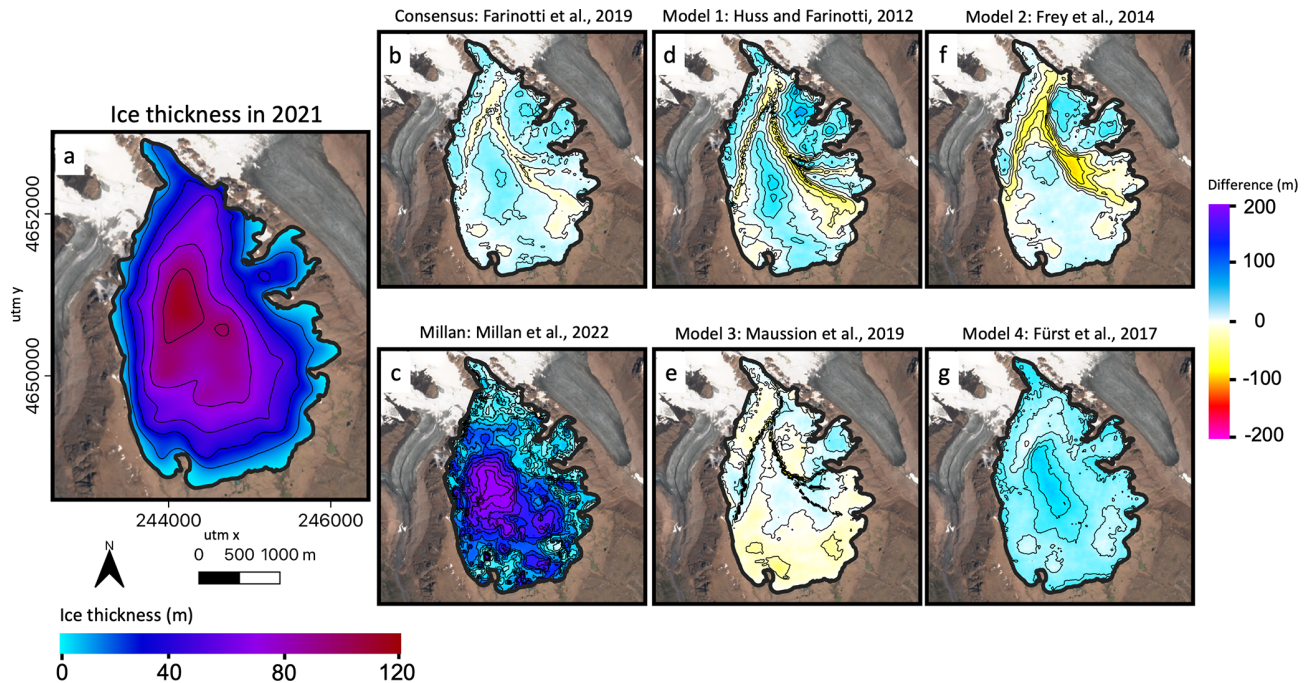 Consensus: Farinotti et al., 2019
Model 1: Huss and Farinotti, 2012
Model 2: Frey et al., 2014
b
d
f
Ice thickness in 2021
a
4652000
4650000
utm y
244000
246000
utm x
N
0 500 1000 m
Ice thickness (m)
0 40 80 120
Millan: Millan et al., 2022
Model 3: Maussion et al., 2019
Model 4: Fürst et al., 2017
c
e
g
Difference (m)
200
100
0
-100
-200